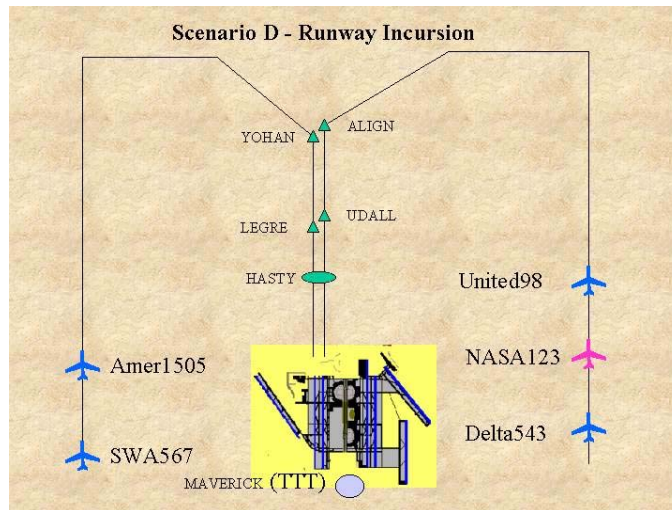 Scenario D - Runway Incursion
ALIGN
YOHAN
UDALL
LEGRE
HASTY
United98
Amer1505
NASA123
Delta543
SWA567
MAVERICK (TTT)